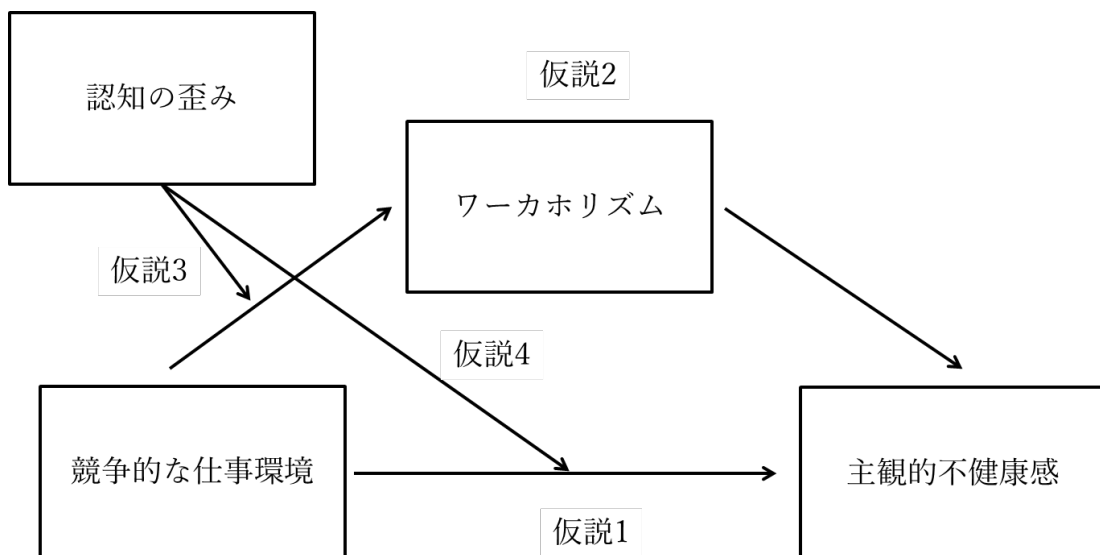 認知の歪み
仮説2
ワーカホリズム
仮説3
仮説4
競争的な仕事環境
主観的不健康感
仮説1